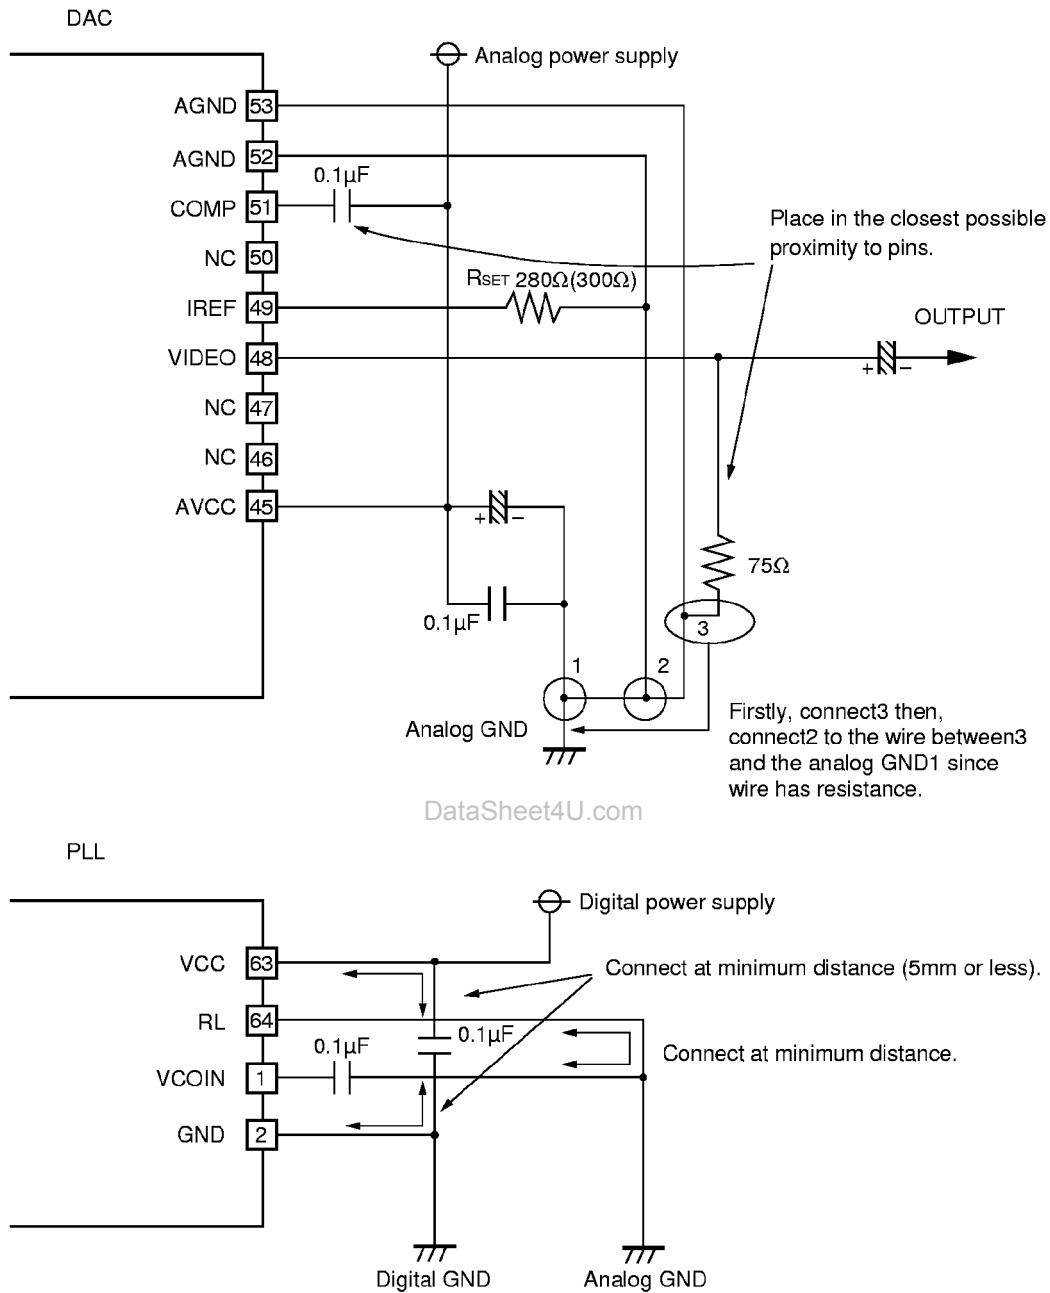 DAC
Analog power supply
AGND 53
AGND 52
0.1µF
COMP 51
Place in the closest possible
proximity to pins.
NC 50
RSET 280Ω(300Ω)
IREF 49
OUTPUT
VIDEO 48
+ −
NC 47
NC 46
AVCC 45
+ −
75Ω
0.1µF
3
1
2
Analog GND
Firstly, connect3 then,
connect2 to the wire between3
and the analog GND1 since
wire has resistance.
DataSheet4U.com
PLL
Digital power supply
VCC 63
Connect at minimum distance (5mm or less).
RL 64
0.1µF
0.1µF
Connect at minimum distance.
VCOIN 1
GND 2
Digital GND
Analog GND